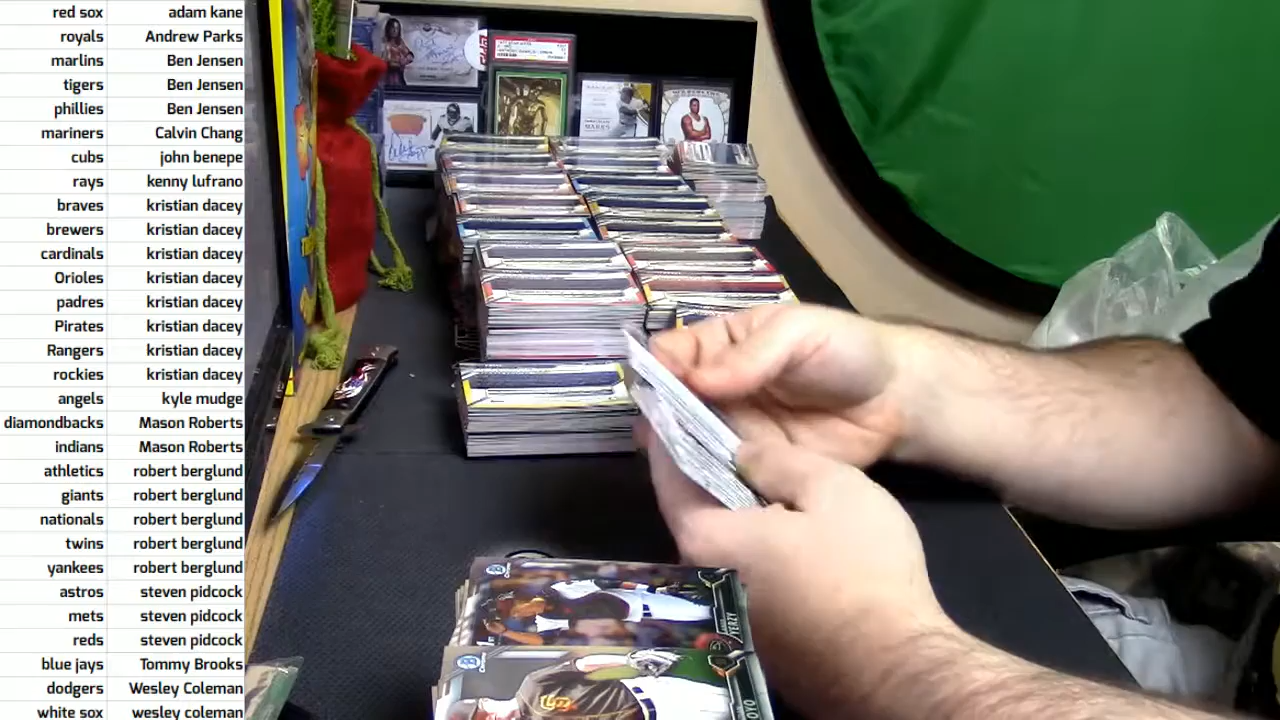 red sox adam kane
royals Andrew Parks
marlins Ben Jensen
tigers Ben Jensen
phillies Ben Jensen
mariners Calvin Chang
cubs john benepe
rays kenny lufrano
braves kristian dacey
brewers kristian dacey
cardinals kristian dacey
Orioles kristian dacey
padres kristian dacey
Pirates kristian dacey
Rangers kristian dacey
rockies kristian dacey
angels kyle mudge
diamondbacks Mason Roberts
indians Mason Roberts
athletics robert berglund
giants robert berglund
nationals robert berglund
twins robert berglund
yankees robert berglund
astros steven pidcock
mets steven pidcock
reds steven pidcock
blue jays Tommy Brooks
dodgers Wesley Coleman
white sox wesley coleman
YERZY